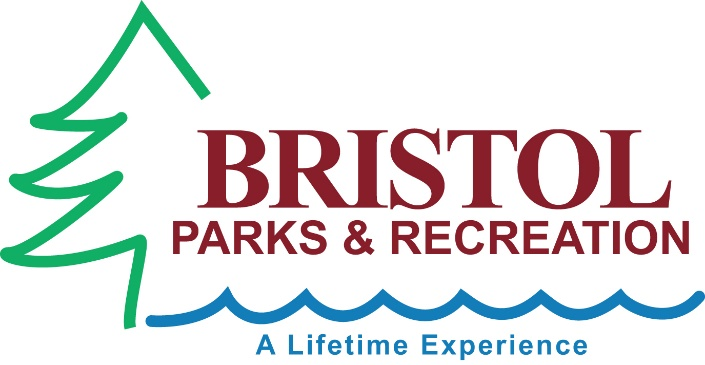 BRISTOL
PARKS & RECREATION
A Lifetime Experience